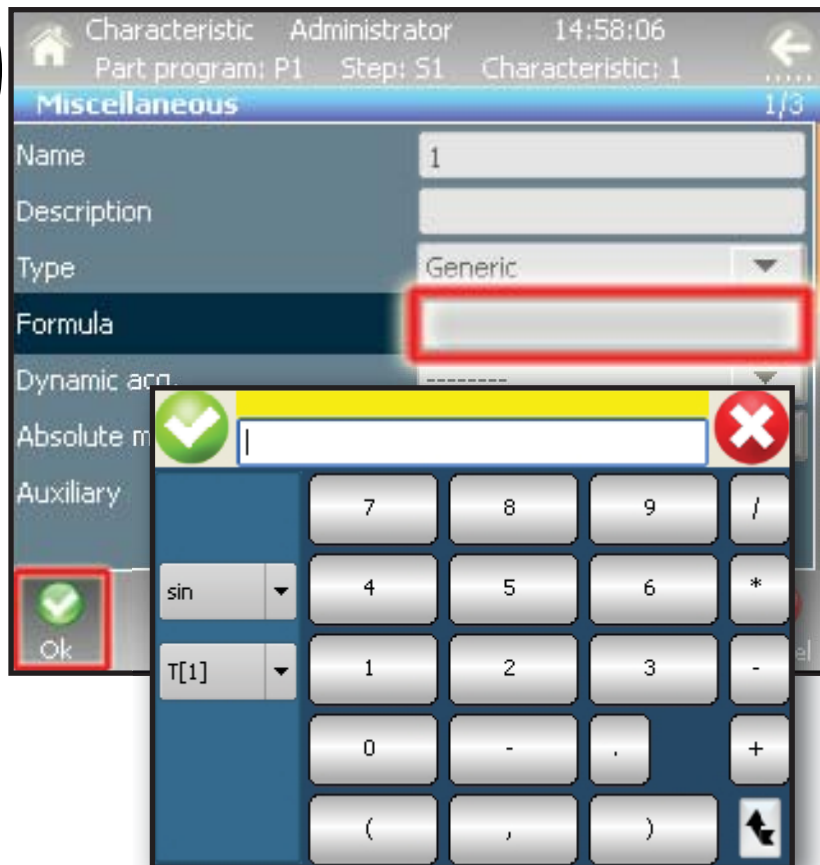 Characteristic Administrator 14:58:06
Part program: P1 Step: S1 Characteristic: 1
Miscellaneous 1/3
Name 1
Description
Type Generic
Formula
Dynamic acq. --------
Absolute m
Auxiliary
7 8 9 /
sin 4 5 6 *
Ok el
T[1] 1 2 3 -
0 - . +
( , )